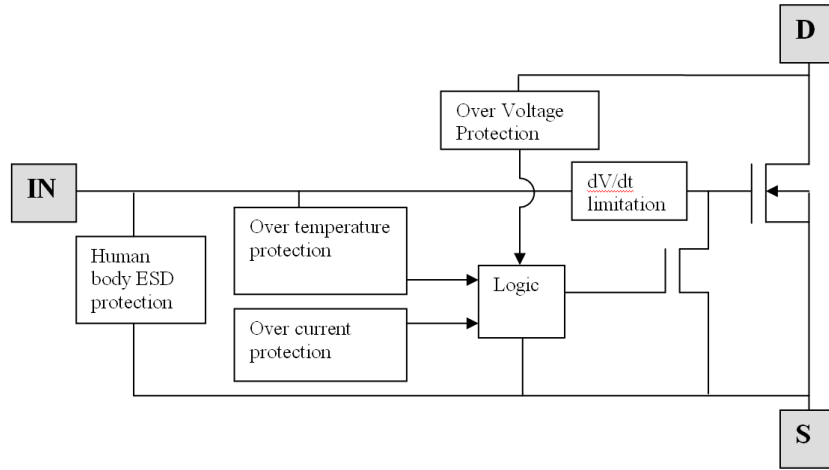 D
Over Voltage
Protection
IN
dV/dt
limitation
Over temperature
protection
Human
body ESD
protection
Logic
Over current
protection
S